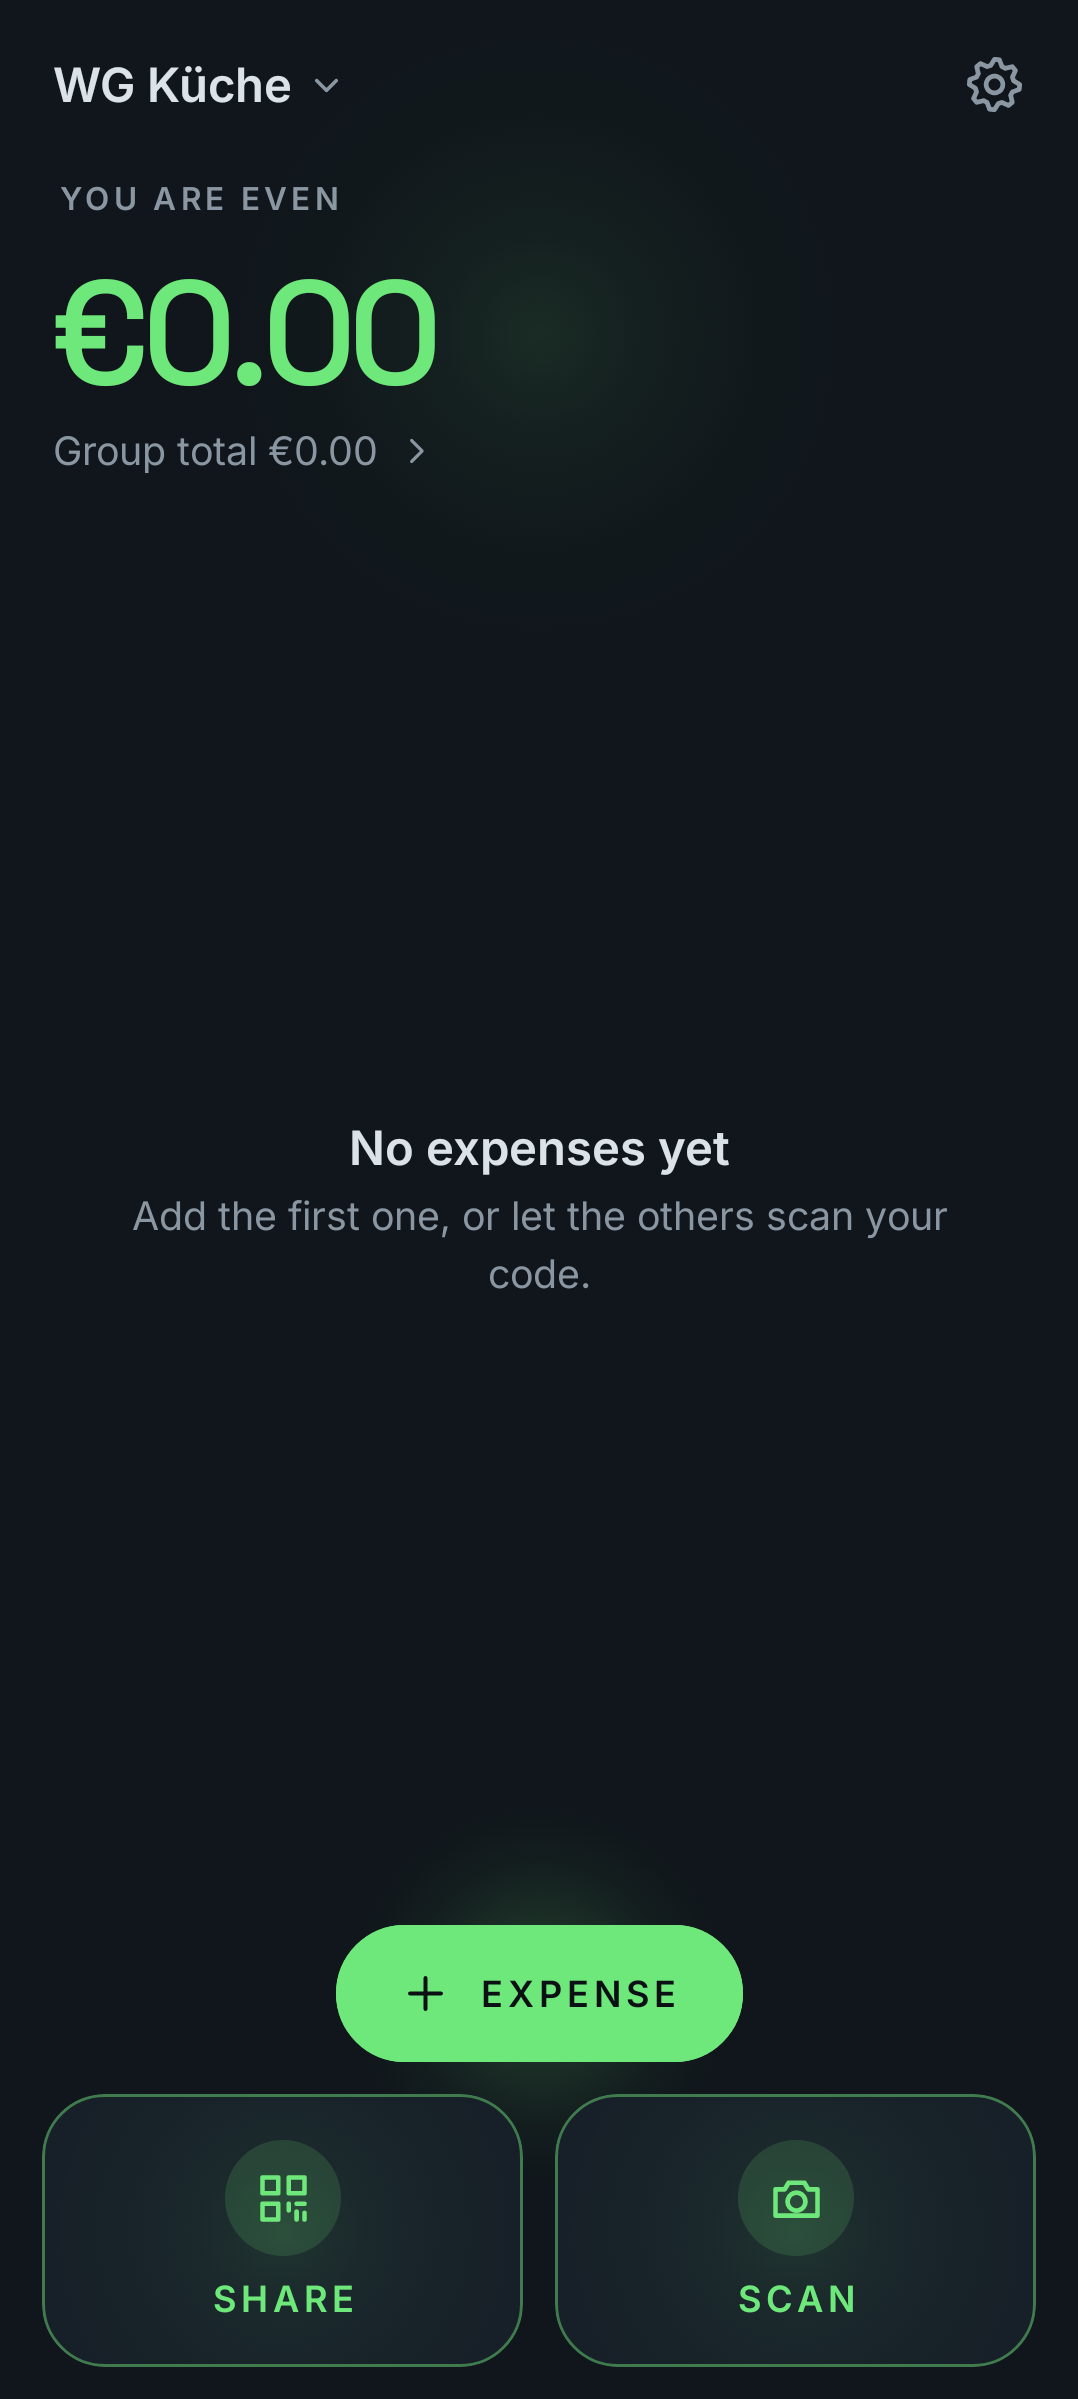 WG Küche
YOU ARE EVEN
€0.00
Group total €0.00
No expenses yet
Add the first one, or let the others scan your
code.
EXPENSE
SHARE
SCAN